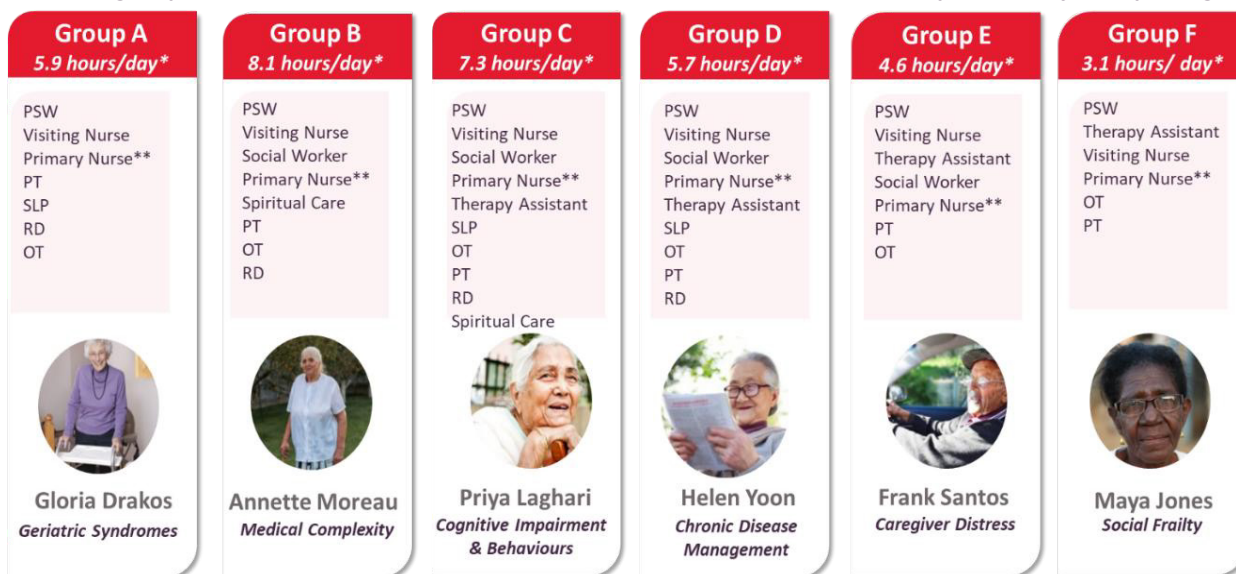 Group A
5.9 hours/day*
PSW
Visiting Nurse
Primary Nurse**
PT
SLP
RD
OT
Gloria Drakos
Geriatric Syndromes
Group B
8.1 hours/day*
PSW
Visiting Nurse
Social Worker
Primary Nurse**
Spiritual Care
PT
OT
RD
Annette Moreau
Medical Complexity
Group C
7.3 hours/day*
PSW
Visiting Nurse
Social Worker
Primary Nurse**
Therapy Assistant
SLP
OT
PT
RD
Spiritual Care
Priya Laghari
Cognitive Impairment
& Behaviours
Group D
5.7 hours/day*
PSW
Visiting Nurse
Social Worker
Primary Nurse**
Therapy Assistant
SLP
OT
PT
RD
Helen Yoon
Chronic Disease
Management
Group E
4.6 hours/day*
PSW
Visiting Nurse
Therapy Assistant
Social Worker
Primary Nurse**
PT
OT
Frank Santos
Caregiver Distress
Group F
3.1 hours/ day*
PSW
Therapy Assistant
Visiting Nurse
Primary Nurse**
OT
PT
Maya Jones
Social Frailty